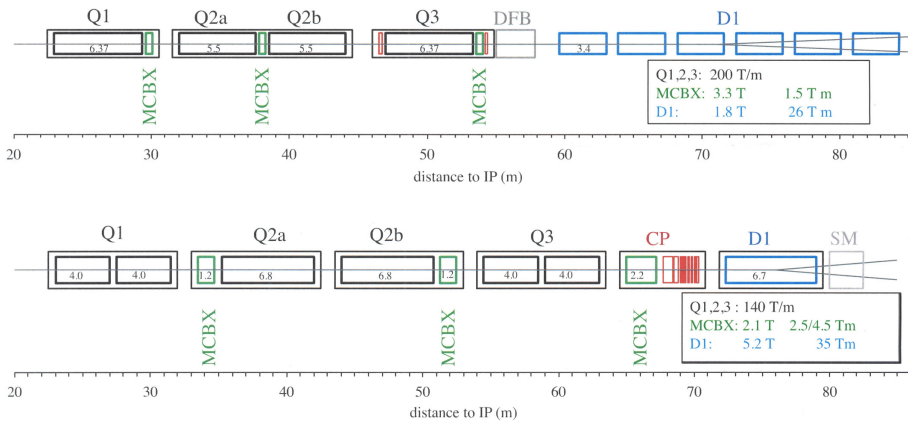 Q1 Q2a Q2b Q3 DFB D1
6.37 5.5 5.5 6.37 3.4
MCBX MCBX MCBX
Q1,2,3: 200 T/m
MCBX: 3.3 T 1.5 T m
D1: 1.8 T 26 T m
20 30 40 50 60 70 80
distance to IP (m)
Q1 Q2a Q2b Q3 CP D1 SM
4.0 4.0 1.2 6.8 6.8 1.2 4.0 4.0 2.2 6.7
MCBX MCBX MCBX
Q1,2,3 : 140 T/m
MCBX: 2.1 T 2.5/4.5 Tm
D1: 5.2 T 35 Tm
20 30 40 50 60 70 80
distance to IP (m)